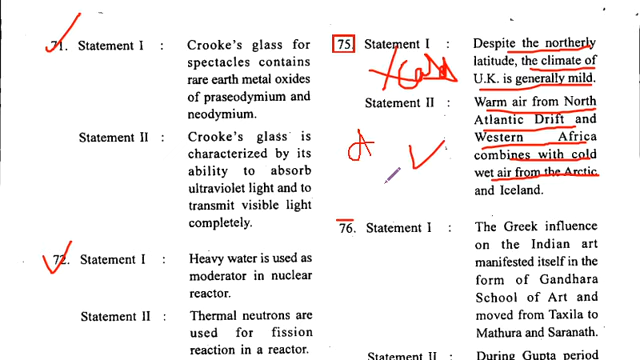 71. Statement I : Crooke's glass for
spectacles contains
rare earth metal oxides
of praseodymium and
neodymium.
Statement II : Crooke's glass is
characterized by its
ability to absorb
ultraviolet light and to
transmit visible light
completely.
72. Statement I : Heavy water is used as
moderator in nuclear
reactor.
Statement II : Thermal neutrons are
used for fission
reaction in a reactor.
75. Statement I : Despite the northerly
latitude, the climate of
U.K. is generally mild.
Statement II : Warm air from North
Atlantic Drift and
Western Africa
combines with cold
wet air from the Arctic
and Iceland.
76. Statement I : The Greek influence
on the Indian art
manifested itself in the
form of Gandhara
School of Art and
moved from Taxila to
Mathura and Saranath.
Statement II : During Gupta period